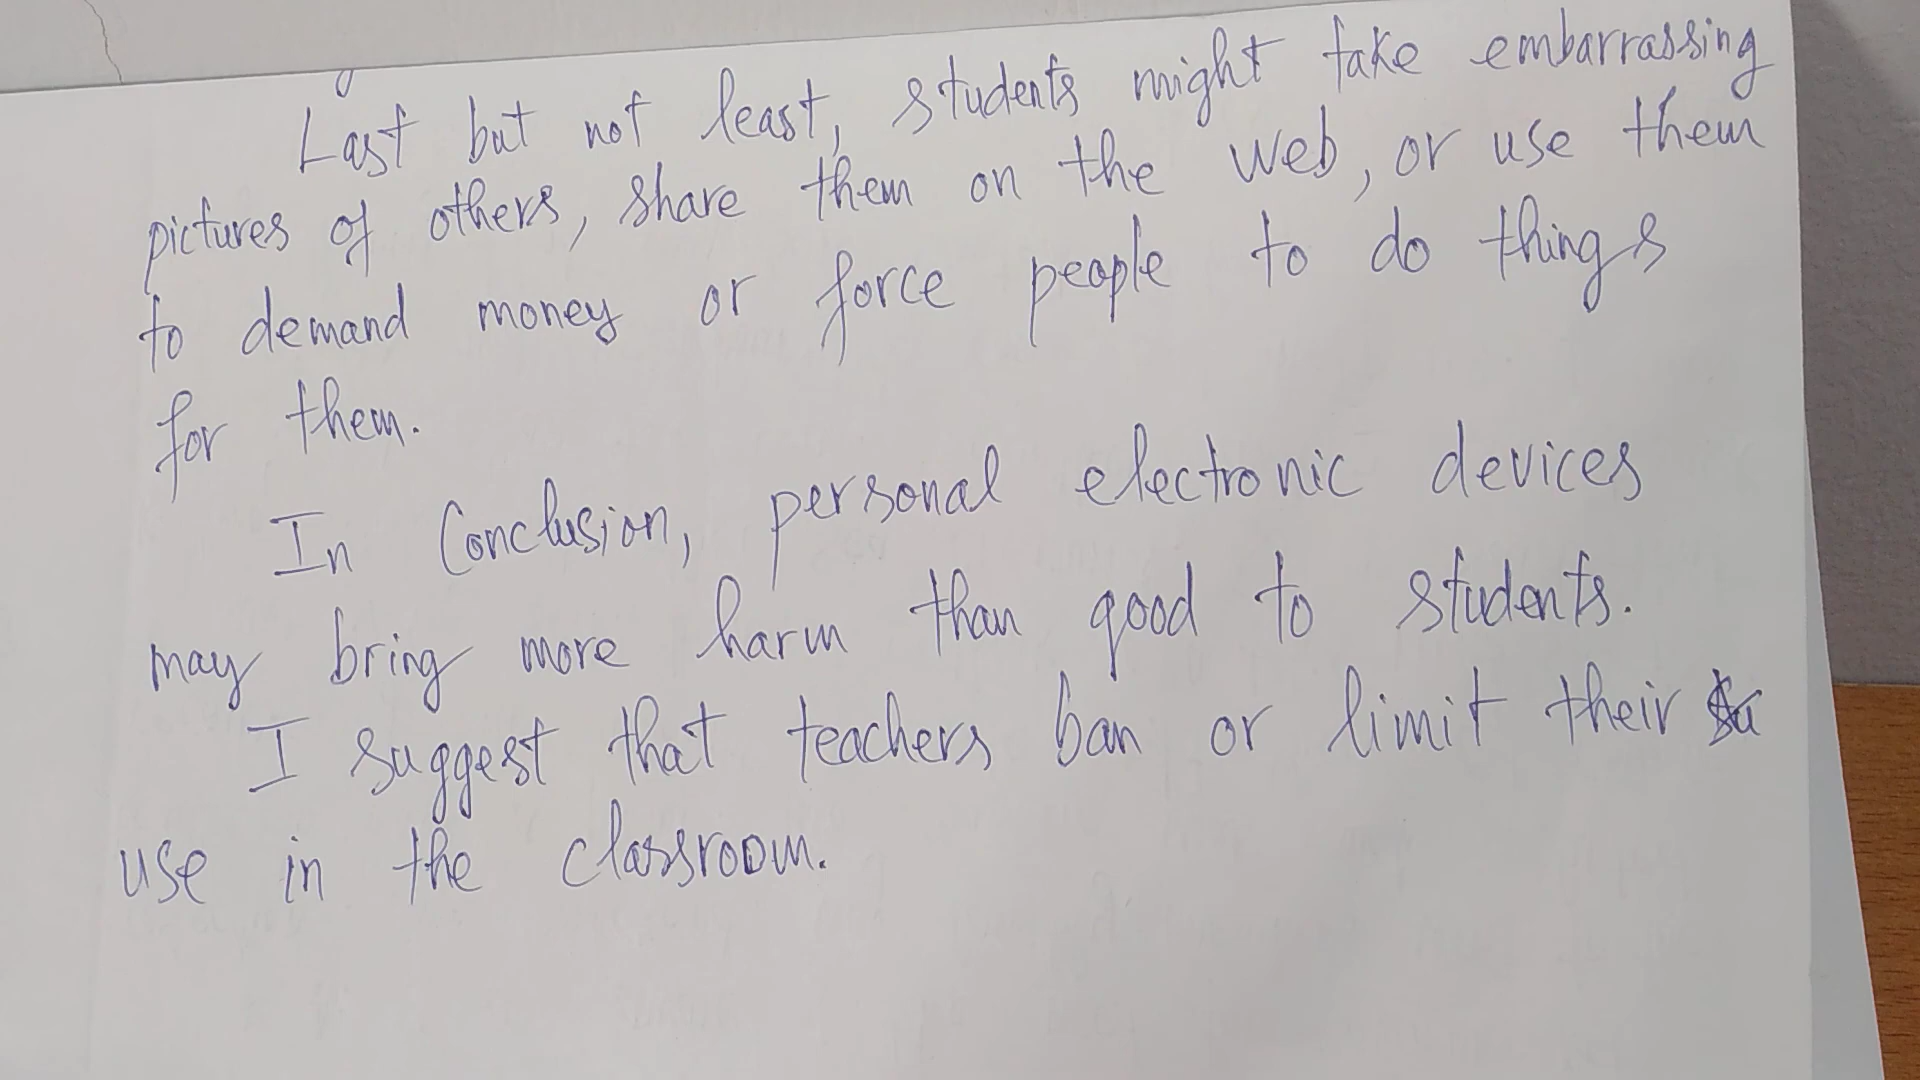 Last but not least, students might take embarrassing
pictures of others, share them on the web, or use them
to demand money or force people to do things
for them.
In Conclusion, personal electronic devices
may bring more harm than good to students.
I suggest that teachers ban or limit their
use in the classroom.